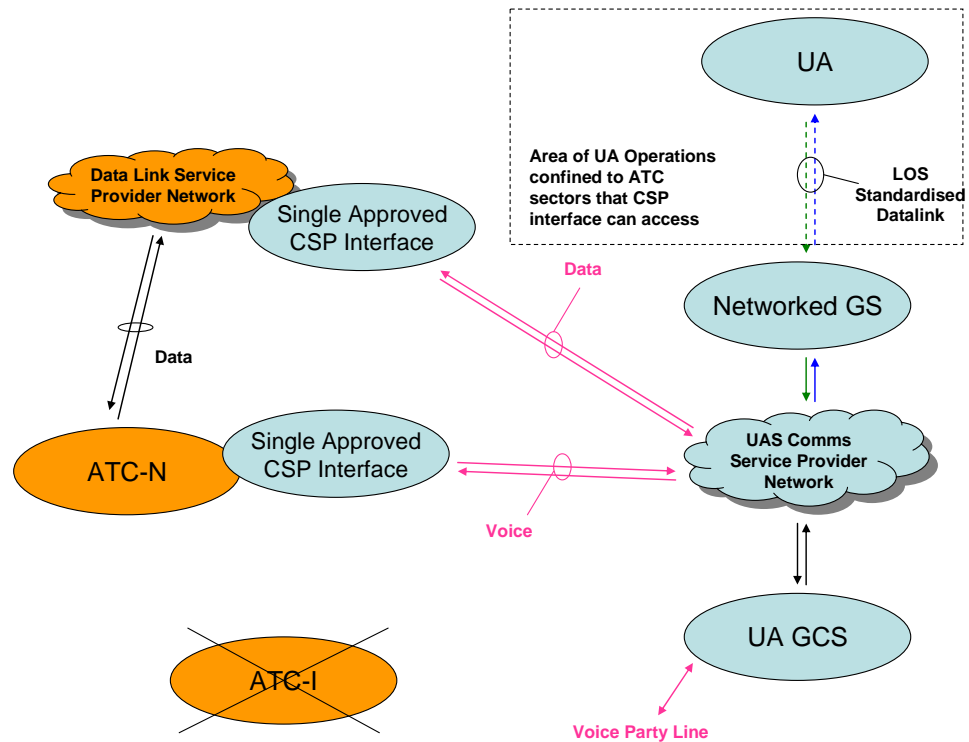 UA
Area of UA Operations
confined to ATC
sectors that CSP
interface can access
LOS
Standardised
Datalink
Data Link Service
Provider Network
Single Approved
CSP Interface
Data
Networked GS
Data
Single Approved
CSP Interface
ATC-N
UAS Comms
Service Provider
Network
Voice
UA GCS
ATC-I
Voice Party Line